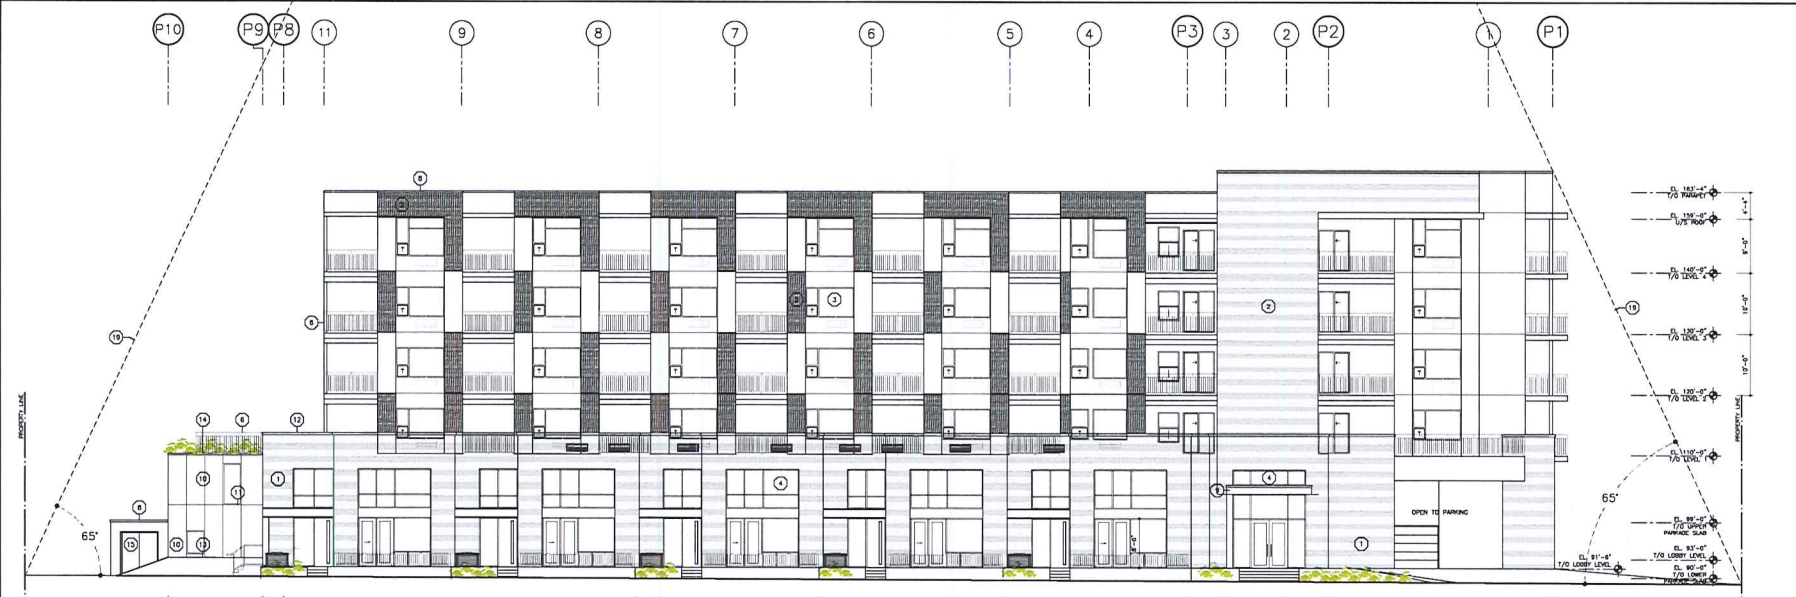 P10 P9 P8 11 9 8 7 6 5 4 P3 3 2 P2 1 P1
8
EL. 163'-4"
T/O PARAPET
4'-4"
EL. 159'-0"
U/S ROOF
9'-0"
T T T T T T T
EL. 140'-0"
T/O LEVEL 4
3 2
10'-0"
6
19 19
EL. 130'-0"
T/O LEVEL 3
10'-0"
EL. 120'-0"
T/O LEVEL 2
PROPERTY LINE PROPERTY LINE
14 6 12
EL. 110'-0"
T/O LEVEL 1
10 1 4 4
11
65°
8
OPEN TO PARKING
EL. 99'-0"
T/O UPPER
PARKADE SLAB
65°
15 10 13 8'-0" 1
EL. 93'-0"
T/O LOBBY LEVEL
EL. 91'-6"
T/O LOBBY LEVEL
EL. 90'-0"
T/O LOWER
PARKADE SLAB